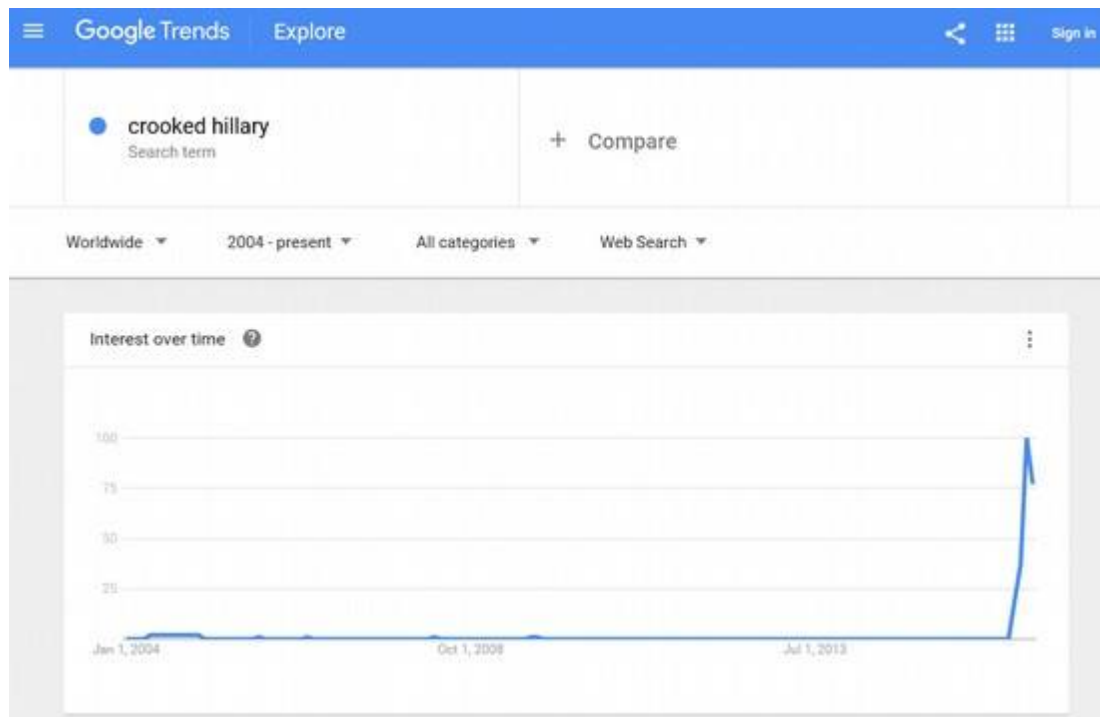 Google Trends Explore Sign in
crooked hillary
Search term
+ Compare
Worldwide 2004 - present All categories Web Search
Interest over time ?
100
75
50
25
Jan 1, 2004 Oct 1, 2008 Jul 1, 2013